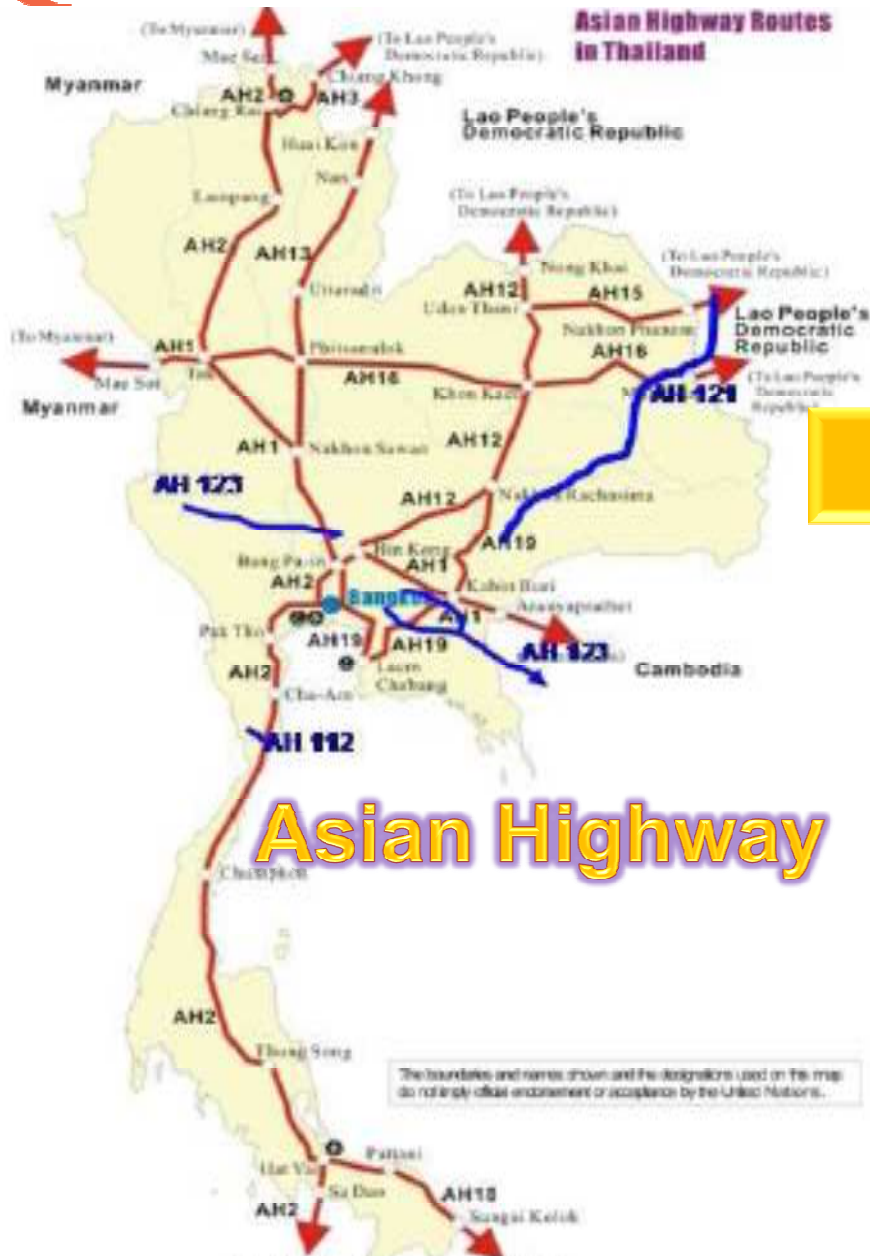 Asian Highway Routes
in Thailand
(To Myanmar)
Mae Sai
(To Lao People's
Democratic Republic)
Chiang Khong
Myanmar
AH2
AH3
Chiang Rai
Lao People's
Democratic Republic
Huai Kon
Nan
Lampang
(To Lao People's
Democratic Republic)
AH2
AH13
Nong Khai
(To Lao People's
Democratic Republic)
Uttaradit
AH12
AH15
Udon Thani
Nakhon Phanom
Lao People's
Democratic
Republic
(To Myanmar)
AH1
Tak
Phitsanulok
AH16
AH16
Mae Sot
Khon Kaen
AH 121
(To Lao People's
Democratic
Republic)
Myanmar
AH1
Nakhon Sawan
AH12
AH 123
AH12
Nakhon Rachasima
Bang Pa-in
Hin Kong
AH19
AH2
AH1
Kabin Buri
Bangkok
AH1
Aranyaprathet
Pak Tho
AH19
AH19
AH 123
Cambodia
AH2
Laem
Chabang
Cha-Am
AH 112
Asian Highway
Chumphon
AH2
Thung Song
The boundaries and names shown and the designations used on this map
do not imply official endorsement or acceptance by the United Nations.
Hat Yai
Pattani
Sa Dao
AH18
AH2
Sungai Kolok